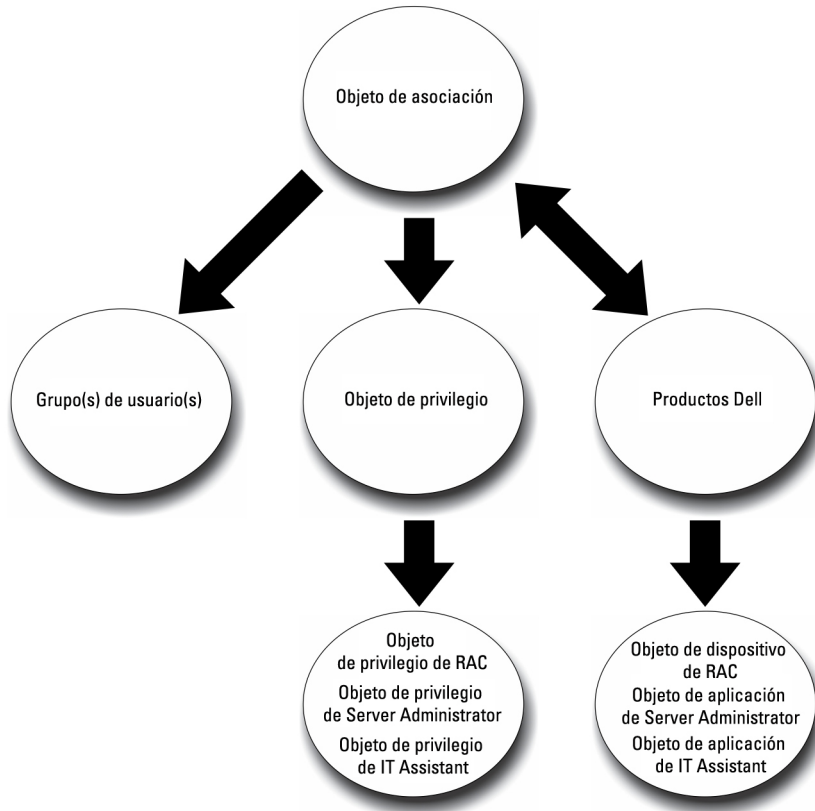 Objeto de asociación
Grupo(s) de usuario(s)
Objeto de privilegio
Productos Dell
Objeto
de privilegio de RAC
Objeto de privilegio
de Server Administrator
Objeto de privilegio
de IT Assistant
Objeto de dispositivo
de RAC
Objeto de aplicación
de Server Administrator
Objeto de aplicación
de IT Assistant